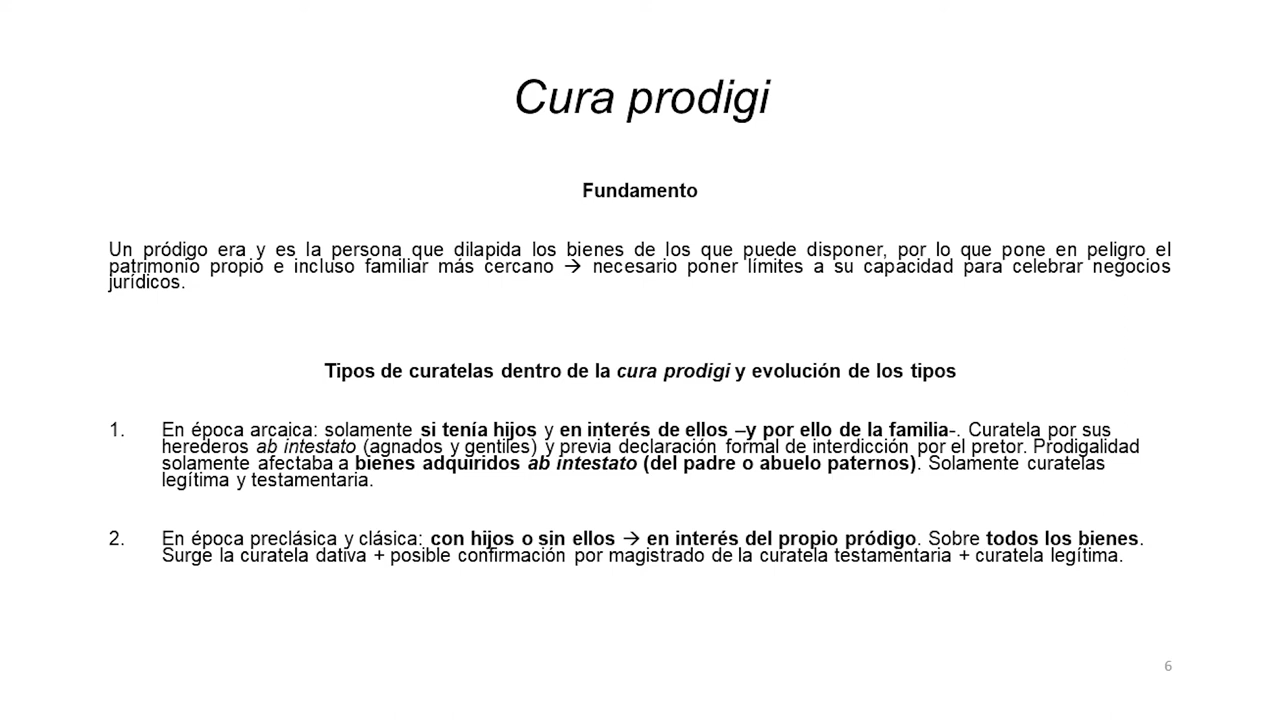 Cura prodigi
Fundamento
Un pródigo era y es la persona que dilapida los bienes de los que puede disponer, por lo que pone en peligro el
patrimonio propio e incluso familiar más cercano → necesario poner límites a su capacidad para celebrar negocios
jurídicos.
Tipos de curatelas dentro de la cura prodigi y evolución de los tipos
1. En época arcaica: solamente si tenía hijos y en interés de ellos –y por ello de la familia-. Curatela por sus
herederos ab intestato (agnados y gentiles) y previa declaración formal de interdicción por el pretor. Prodigalidad
solamente afectaba a bienes adquiridos ab intestato (del padre o abuelo paternos). Solamente curatelas
legítima y testamentaria.
2. En época preclásica y clásica: con hijos o sin ellos → en interés del propio pródigo. Sobre todos los bienes.
Surge la curatela dativa + posible confirmación por magistrado de la curatela testamentaria + curatela legítima.
6